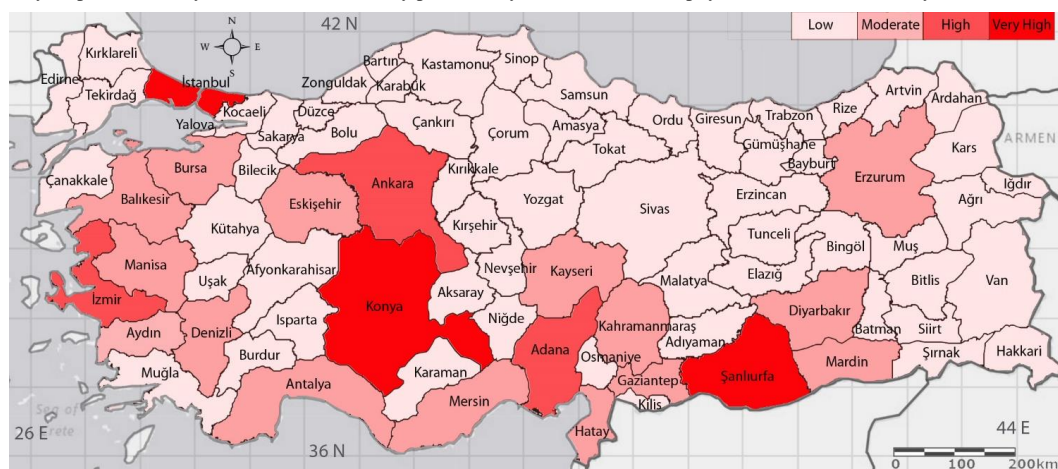 42 N
Low Moderate High Very High
N
W E
S
Kırklareli
Edirne
Tekirdağ
İstanbul
Kocaeli
Yalova
Sakarya
Düzce
Zonguldak
Bartın
Karabük
Kastamonu
Sinop
Samsun
Ordu
Giresun
Trabzon
Rize
Artvin
Ardahan
Bolu
Çankırı
Çorum
Amasya
Tokat
Gümüşhane
Bayburt
Kars
ARMEN
Iğdır
Çanakkale
Bursa
Bilecik
Balıkesir
Eskişehir
Ankara
Kırıkkale
Yozgat
Sivas
Erzincan
Erzurum
Ağrı
Kütahya
Kırşehir
Tunceli
Bingöl
Muş
Manisa
Uşak
Afyonkarahisar
Nevşehir
Kayseri
Malatya
Elazığ
Bitlis
Van
İzmir
Konya
Aksaray
Isparta
Niğde
Aydın
Denizli
Burdur
Adana
Kahramanmaraş
Adıyaman
Diyarbakır
Batman
Siirt
Muğla
Antalya
Karaman
Mersin
Osmaniye
Gaziantep
Kilis
Şanlıurfa
Mardin
Şırnak
Hakkari
Hatay
Sea of
rete
26 E
36 N
44 E
0 100 200km